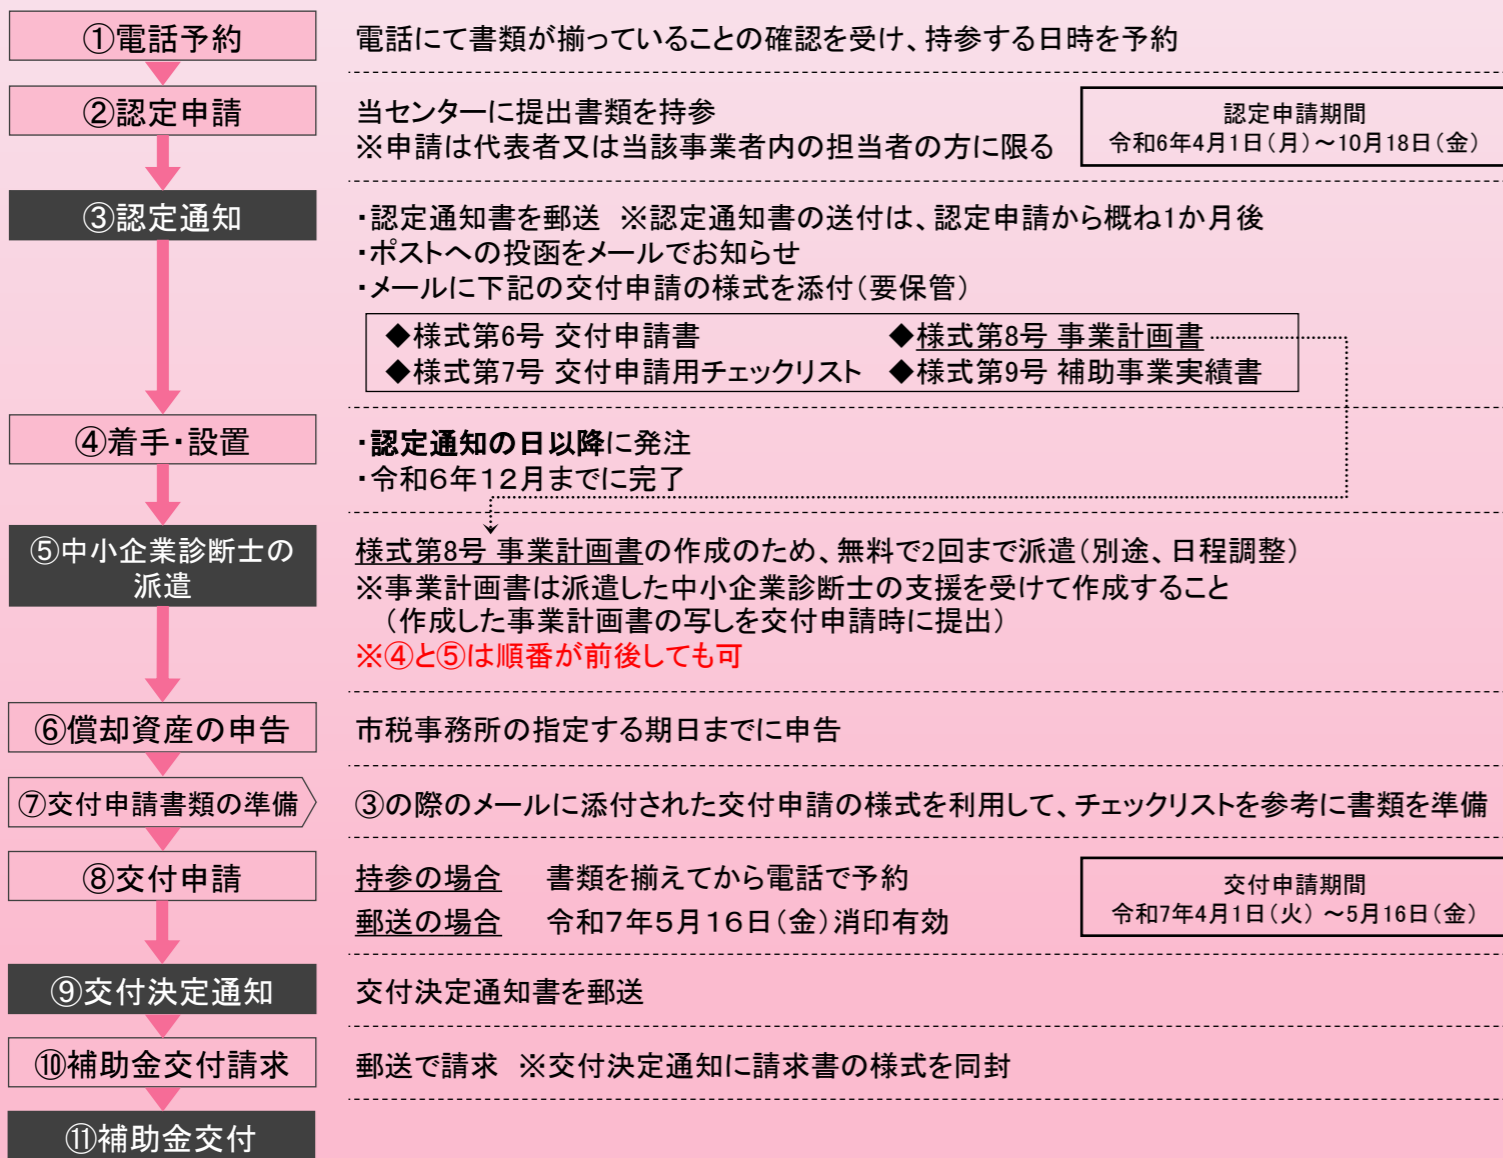 ①電話予約
電話にて書類が揃っていることの確認を受け、持参する日時を予約
②認定申請
当センターに提出書類を持参
※申請は代表者又は当該事業者内の担当者の方に限る
認定申請期間
令和6年4月1日(月)～10月18日(金)
③認定通知
・認定通知書を郵送 ※認定通知書の送付は、認定申請から概ね1か月後
・ポストへの投函をメールでお知らせ
・メールに下記の交付申請の様式を添付(要保管)
◆様式第6号 交付申請書 ◆様式第8号 事業計画書
◆様式第7号 交付申請用チェックリスト ◆様式第9号 補助事業実績書
④着手・設置
・認定通知の日以降に発注
・令和６年１２月までに完了
⑤中小企業診断士の
派遣
様式第8号 事業計画書の作成のため、無料で2回まで派遣(別途、日程調整)
※事業計画書は派遣した中小企業診断士の支援を受けて作成すること
(作成した事業計画書の写しを交付申請時に提出)
※④と⑤は順番が前後しても可
⑥償却資産の申告
市税事務所の指定する期日までに申告
⑦交付申請書類の準備
③の際のメールに添付された交付申請の様式を利用して、チェックリストを参考に書類を準備
⑧交付申請
持参の場合 書類を揃えてから電話で予約
郵送の場合 令和７年５月１６日(金)消印有効
交付申請期間
令和7年4月1日(火) ～5月16日(金)
⑨交付決定通知
交付決定通知書を郵送
⑩補助金交付請求
郵送で請求 ※交付決定通知に請求書の様式を同封
⑪補助金交付